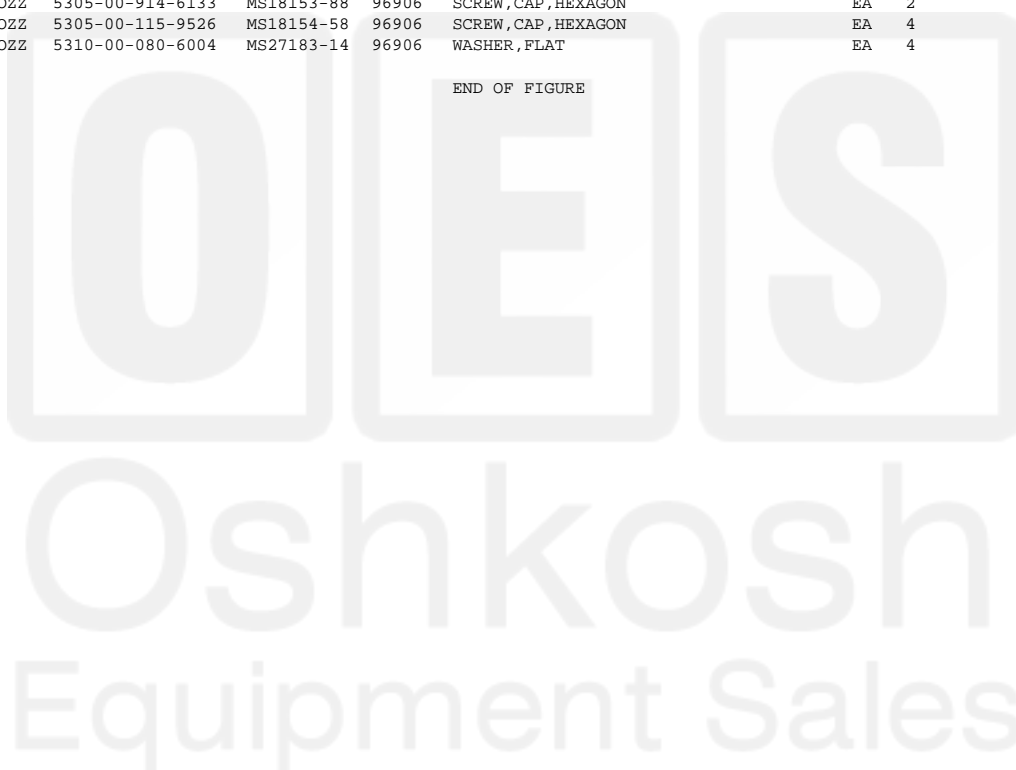 OZZ 5305-00-914-6133 MS18153-88 96906 SCREW,CAP,HEXAGON EA 2
OZZ 5305-00-115-9526 MS18154-58 96906 SCREW,CAP,HEXAGON EA 4
OZZ 5310-00-080-6004 MS27183-14 96906 WASHER,FLAT EA 4
END OF FIGURE
OES
Oshkosh
Equipment Sales